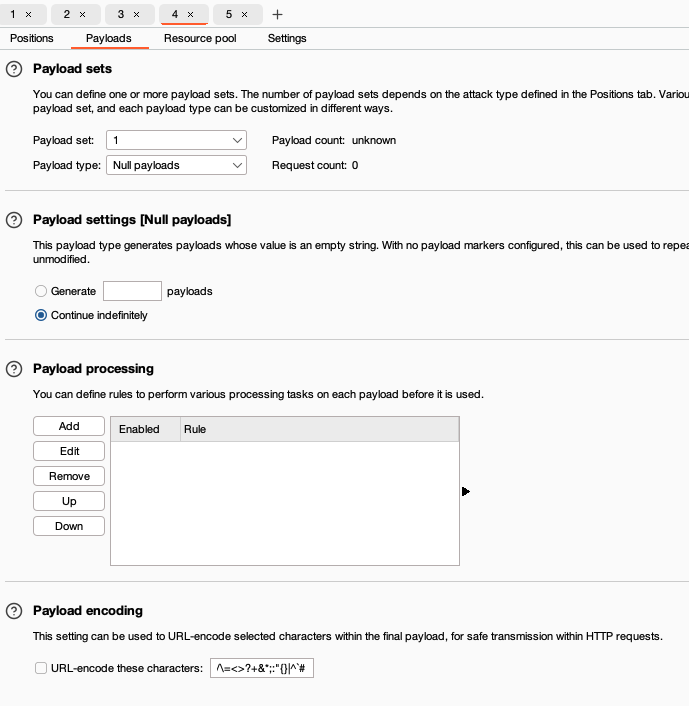 1 × 2 × 3 × 4 × 5 × +
Positions Payloads Resource pool Settings
? Payload sets
You can define one or more payload sets. The number of payload sets depends on the attack type defined in the Positions tab. Variou
payload set, and each payload type can be customized in different ways.
Payload set: 1 Payload count: unknown
Payload type: Null payloads Request count: 0
? Payload settings [Null payloads]
This payload type generates payloads whose value is an empty string. With no payload markers configured, this can be used to repea
unmodified.
Generate payloads
Continue indefinitely
? Payload processing
You can define rules to perform various processing tasks on each payload before it is used.
Add Enabled Rule
Edit
Remove
Up
Down
? Payload encoding
This setting can be used to URL-encode selected characters within the final payload, for safe transmission within HTTP requests.
URL-encode these characters: /\=<>?+&*;:"{}|^`#